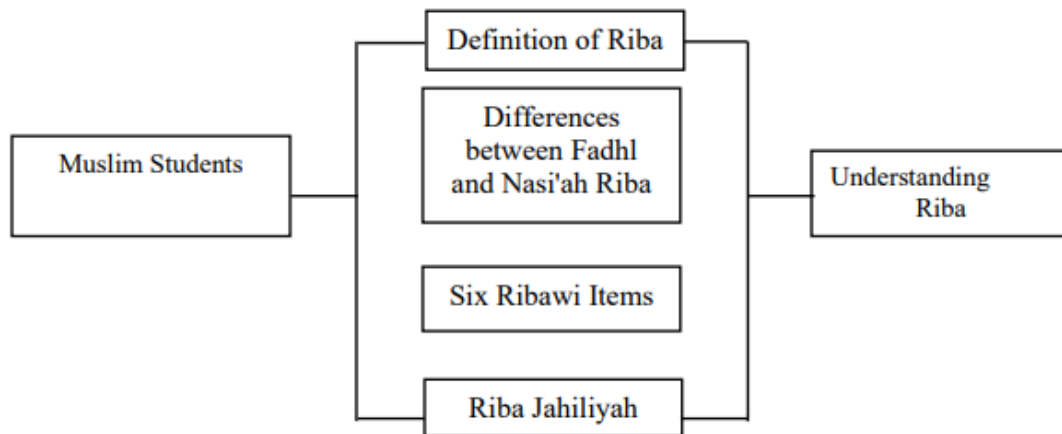 Muslim Students
Definition of Riba
Differences
between Fadhl
and Nasi'ah Riba
Six Ribawi Items
Riba Jahiliyah
Understanding
Riba